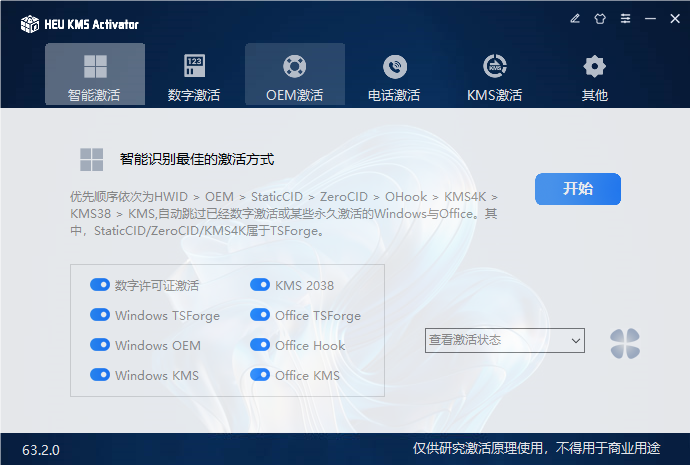 HEU KMS Activator
智能激活
数字激活
OEM激活
电话激活
KMS激活
其他
智能识别最佳的激活方式
优先顺序依次为HWID > OEM > StaticCID > ZeroCID > OHook > KMS4K >
KMS38 > KMS,自动跳过已经数字激活或某些永久激活的Windows与Office。其
中，StaticCID/ZeroCID/KMS4K属于TSForge。
开始
数字许可证激活
KMS 2038
Windows TSForge
Office TSForge
Windows OEM
Office Hook
Windows KMS
Office KMS
查看激活状态
63.2.0
仅供研究激活原理使用，不得用于商业用途